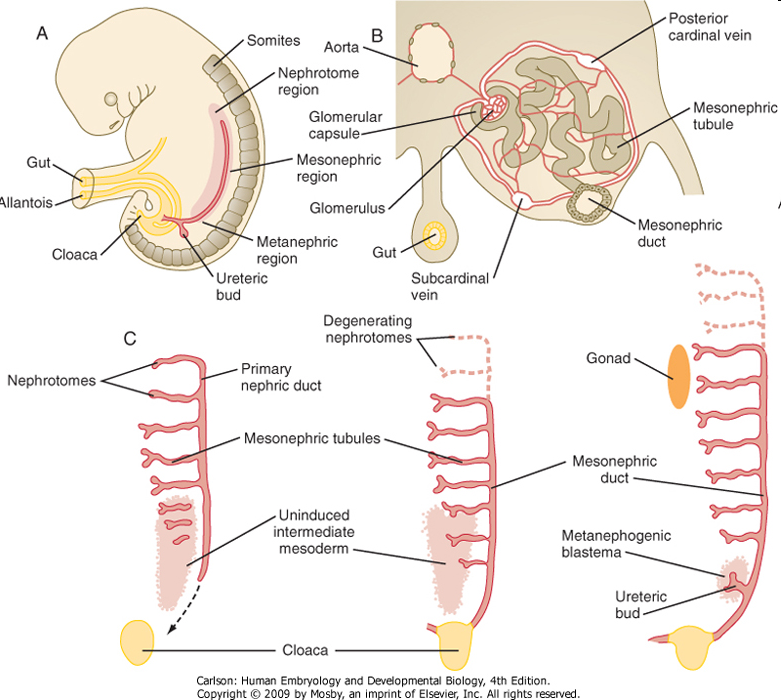 A
Somites
Nephrotome
region
Mesonephric
region
Metanephric
region
Ureteric
bud
Gut
Allantois
Cloaca
B
Aorta
Posterior
cardinal vein
Glomerular
capsule
Mesonephric
tubule
Glomerulus
Mesonephric
duct
Gut
Subcardinal
vein
C
Nephrotomes
Primary
nephric duct
Degenerating
nephrotomes
Gonad
Mesonephric tubules
Mesonephric
duct
Uninduced
intermediate
mesoderm
Metanephogenic
blastema
Ureteric
bud
Cloaca
Carlson: Human Embryology and Developmental Biology, 4th Edition.
Copyright © 2009 by Mosby, an imprint of Elsevier, Inc. All rights reserved.